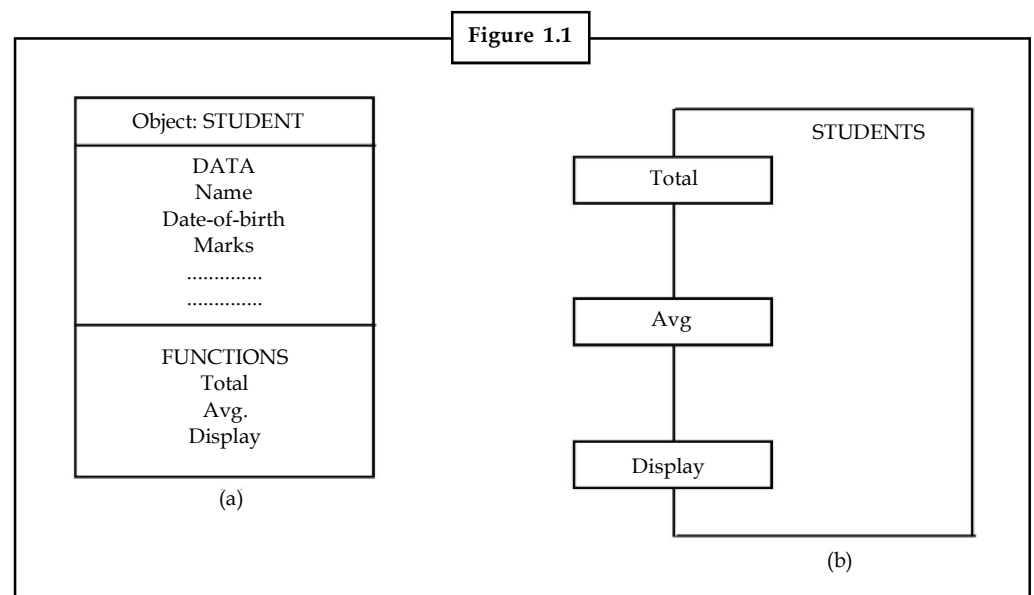 Figure 1.1
Object: STUDENT
DATA
Name
Date-of-birth
Marks
..............
..............
FUNCTIONS
Total
Avg.
Display
(a)
STUDENTS
Total
Avg
Display
(b)